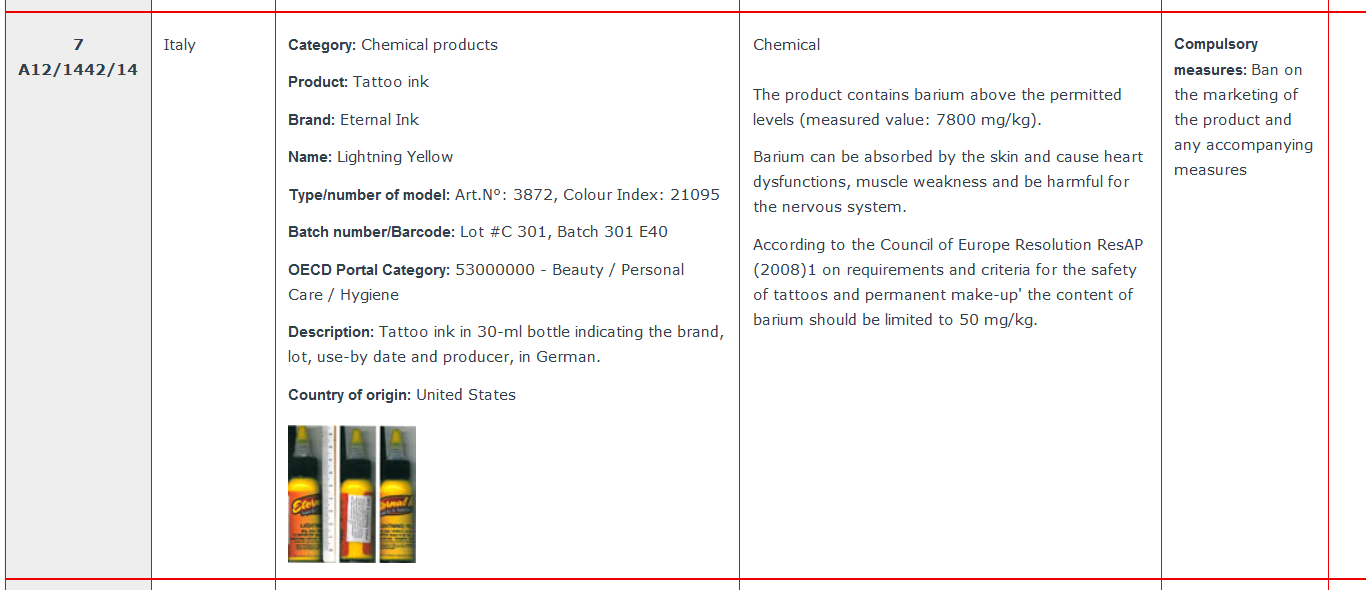 7
A12/1442/14
Italy
Category: Chemical products
Product: Tattoo ink
Brand: Eternal Ink
Name: Lightning Yellow
Type/number of model: Art.N°: 3872, Colour Index: 21095
Batch number/Barcode: Lot #C 301, Batch 301 E40
OECD Portal Category: 53000000 - Beauty / Personal
Care / Hygiene
Description: Tattoo ink in 30-ml bottle indicating the brand,
lot, use-by date and producer, in German.
Country of origin: United States
Chemical
The product contains barium above the permitted
levels (measured value: 7800 mg/kg).
Barium can be absorbed by the skin and cause heart
dysfunctions, muscle weakness and be harmful for
the nervous system.
According to the Council of Europe Resolution ResAP
(2008)1 on requirements and criteria for the safety
of tattoos and permanent make-up' the content of
barium should be limited to 50 mg/kg.
Compulsory
measures: Ban on
the marketing of
the product and
any accompanying
measures